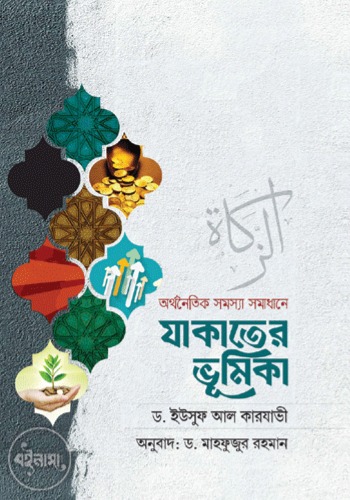 الزكاة
অর্থনৈতিক সমস্যা সমাধানে
যাকাতের
ভূমিকা
ড. ইউসুফ আল কারযাভী
অনুবাদ: ড. মাহফুজুর রহমান
বইনামা